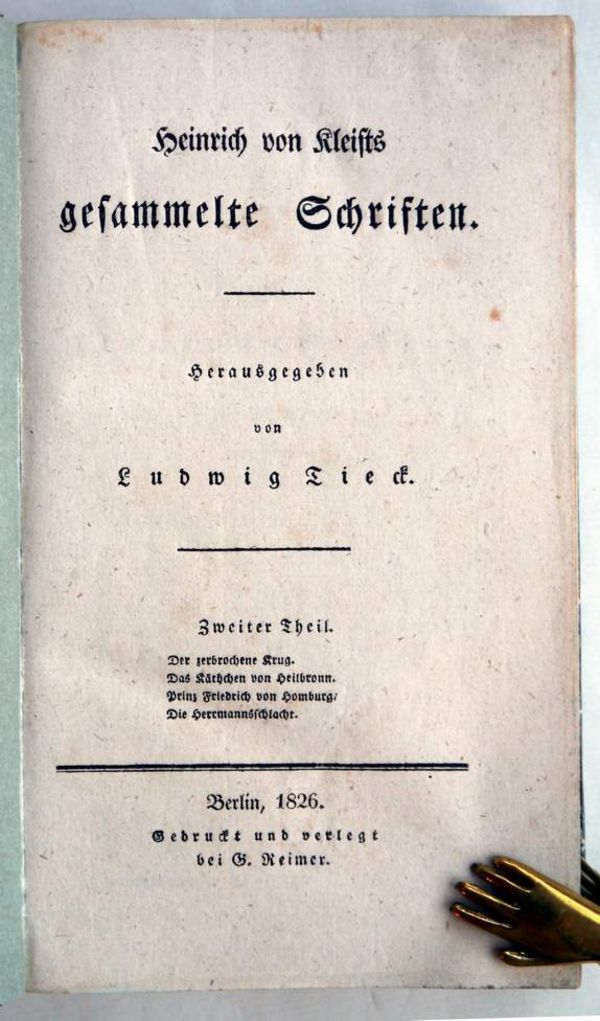 Heinrich von Kleists
gesammelte Schriften.
Herausgegeben
von
Ludwig Tieck.
Zweiter Theil.
Der zerbrochene Krug.
Das Käthchen von Heilbronn.
Prinz Friedrich von Homburg.
Die Herrmannsschlacht.
Berlin, 1826.
Gedruckt und verlegt
bei G. Reimer.